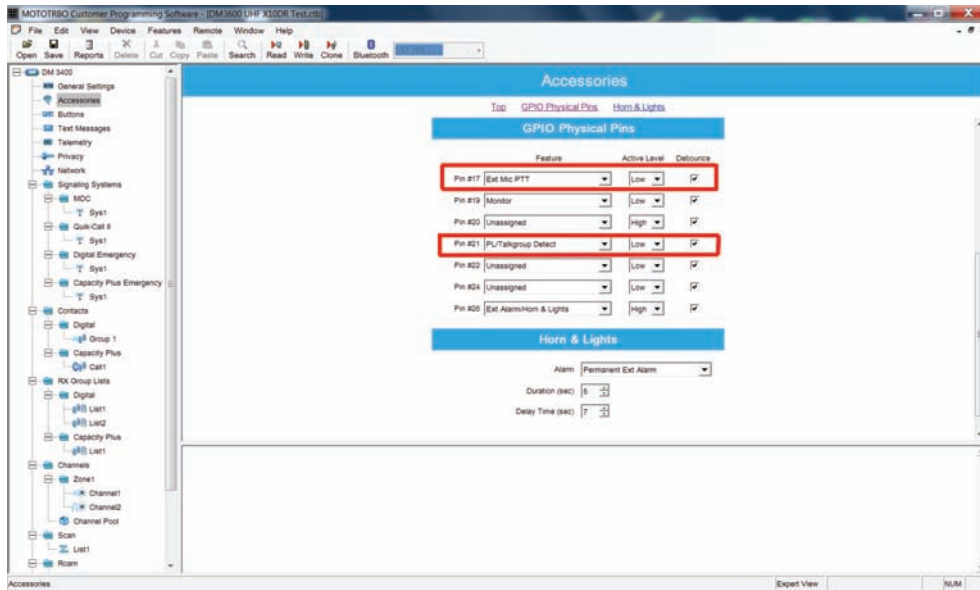 MOTOTRBO Customer Programming Software - [DM3600 UHF X10DR Test.ctb]
File Edit View Device Features Remote Window Help
Open Save Reports Delete Cut Copy Paste Search Read Write Clone Bluetooth
DM 3400
General Settings
Accessories
Buttons
Text Messages
Telemetry
Privacy
Network
Signaling Systems
MDC
Sys1
Quik-Call II
Sys1
Digital Emergency
Sys1
Capacity Plus Emergency
Sys1
Contacts
Digital
Group 1
Capacity Plus
Call1
RX Group Lists
Digital
List1
List2
Capacity Plus
List1
Channels
Zone1
Channel1
Channel2
Channel Pool
Scan
List1
Roam
Accessories
Top GPIO Physical Pins Horn & Lights
GPIO Physical Pins
Feature Active Level Debounce
Pin #17 Ext Mic PTT Low
Pin #19 Monitor Low
Pin #20 Unassigned High
Pin #21 PL/Talkgroup Detect Low
Pin #22 Unassigned Low
Pin #24 Unassigned Low
Pin #26 Ext Alarm/Horn & Lights High
Horn & Lights
Alarm Permanent Ext Alarm
Duration (sec) 5
Delay Time (sec) 7
Accessories Expert View NUM